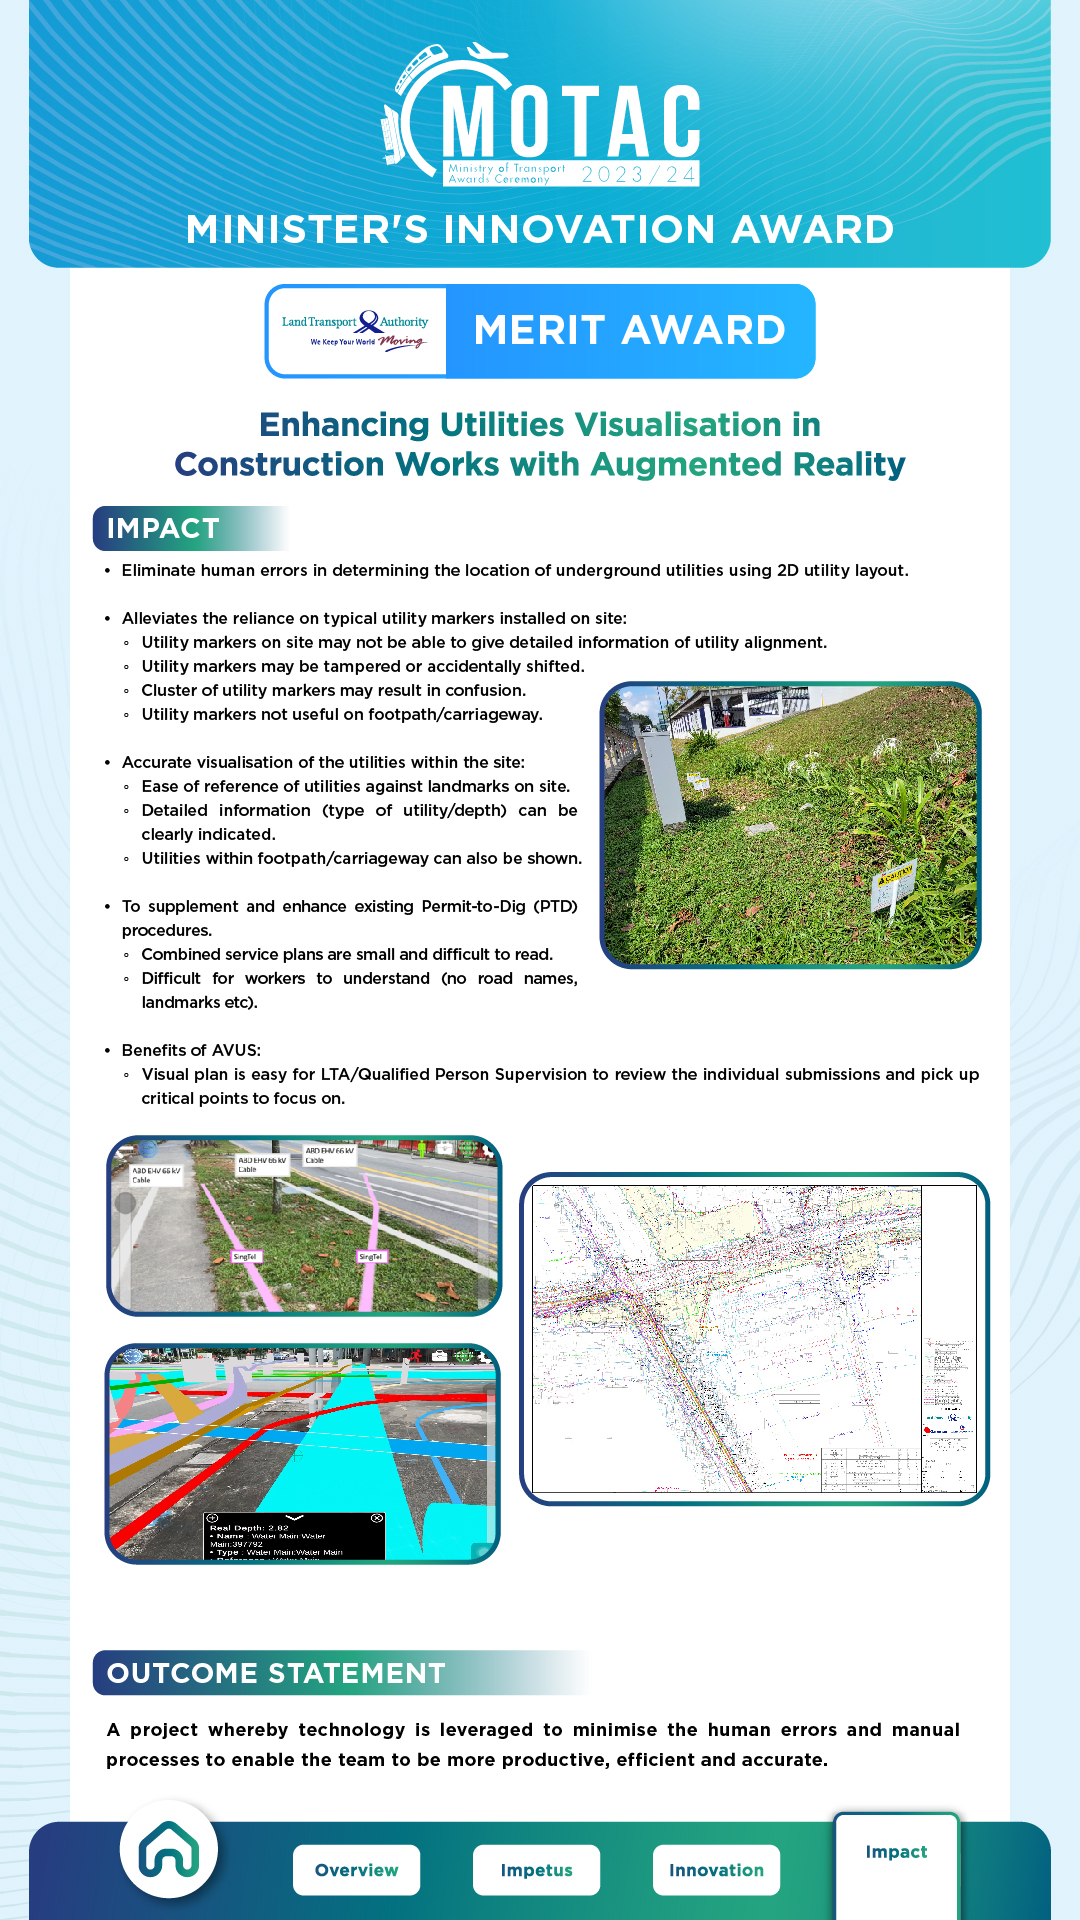 MOTAC
Ministry of Transport
Awards Ceremony
2023/24
MINISTER'S INNOVATION AWARD
Land Transport Authority
We Keep Your World Moving
MERIT AWARD
Enhancing Utilities Visualisation in
Construction Works with Augmented Reality
IMPACT
• Eliminate human errors in determining the location of underground utilities using 2D utility layout.
• Alleviates the reliance on typical utility markers installed on site:
◦ Utility markers on site may not be able to give detailed information of utility alignment.
◦ Utility markers may be tampered or accidentally shifted.
◦ Cluster of utility markers may result in confusion.
◦ Utility markers not useful on footpath/carriageway.
• Accurate visualisation of the utilities within the site:
◦ Ease of reference of utilities against landmarks on site.
◦ Detailed information (type of utility/depth) can be
clearly indicated.
◦ Utilities within footpath/carriageway can also be shown.
• To supplement and enhance existing Permit-to-Dig (PTD)
procedures.
◦ Combined service plans are small and difficult to read.
◦ Difficult for workers to understand (no road names,
landmarks etc).
CAUTION
• Benefits of AVUS:
◦ Visual plan is easy for LTA/Qualified Person Supervision to review the individual submissions and pick up
critical points to focus on.
ABD EHV 66 kV
Cable
ABD EHV 66 kV
Cable
ABD EHV 66 kV
Cable
SingTel
SingTel
Real Depth: 2.82
• Name : Water Main:Water
Main:397792
• Type : Water Main:Water Main
OUTCOME STATEMENT
A project whereby technology is leveraged to minimise the human errors and manual
processes to enable the team to be more productive, efficient and accurate.
Overview
Impetus
Innovation
Impact